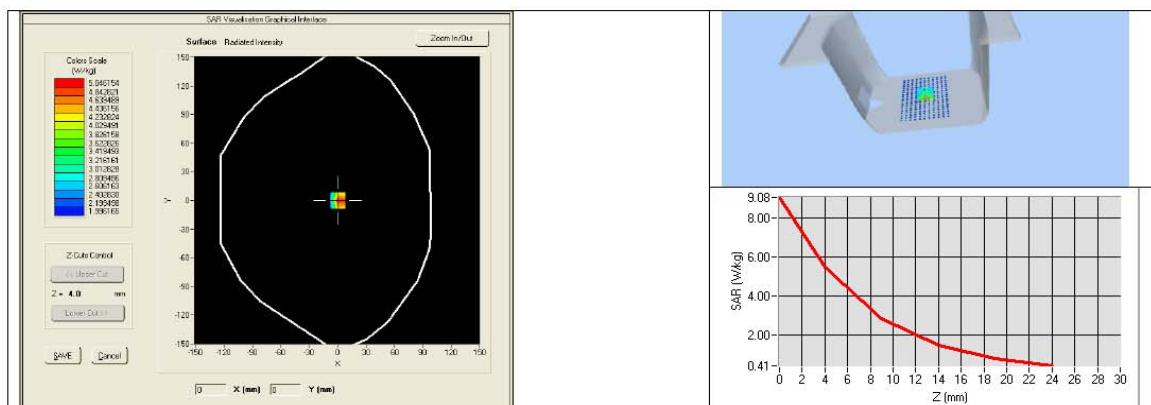 SAR Visualisation Graphical Interface
Surface Radiated Intensity
Zoom In/Out
Colors Scale
(W/kg)
5.046154
4.842821
4.639489
4.436156
4.232824
4.029491
3.826158
3.622826
3.419493
3.216161
3.012828
2.809496
2.606163
2.402830
2.199498
1.996165
150
120
90
60
30
0
-30
-60
-90
-120
-150
Y
-150 -120 -90 -60 -30 0 30 60 90 120 150
X
Z-Cuts Control
<< Upper Cut
Z = 4.0 mm
Lower Cut >>
SAVE Cancel
0 X (mm) 0 Y (mm)
9.08
8.00
6.00
4.00
2.00
0.41
SAR (W/kg)
0 2 4 6 8 10 12 14 16 18 20 22 24 26 28 30
Z (mm)